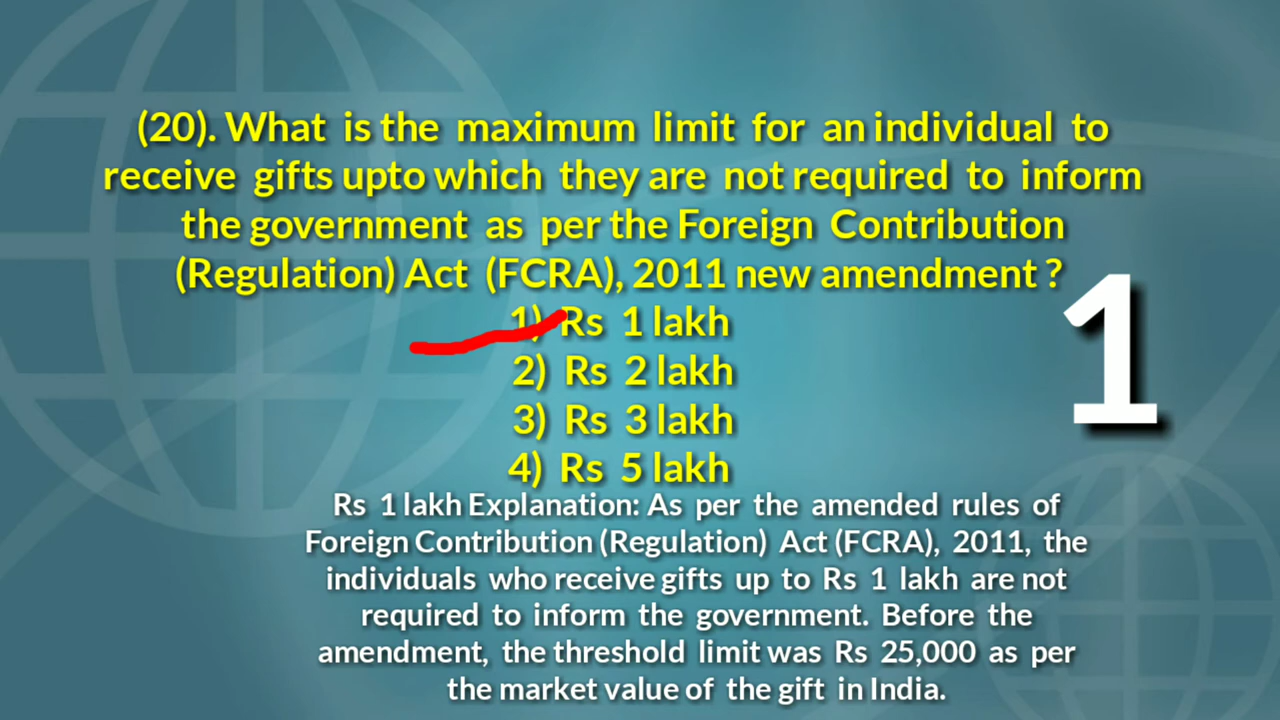 (20). What is the maximum limit for an individual to
receive gifts upto which they are not required to inform
the government as per the Foreign Contribution
(Regulation) Act (FCRA), 2011 new amendment ?
1) Rs 1 lakh
2) Rs 2 lakh
3) Rs 3 lakh
4) Rs 5 lakh
1
Rs 1 lakh Explanation: As per the amended rules of
Foreign Contribution (Regulation) Act (FCRA), 2011, the
individuals who receive gifts up to Rs 1 lakh are not
required to inform the government. Before the
amendment, the threshold limit was Rs 25,000 as per
the market value of the gift in India.